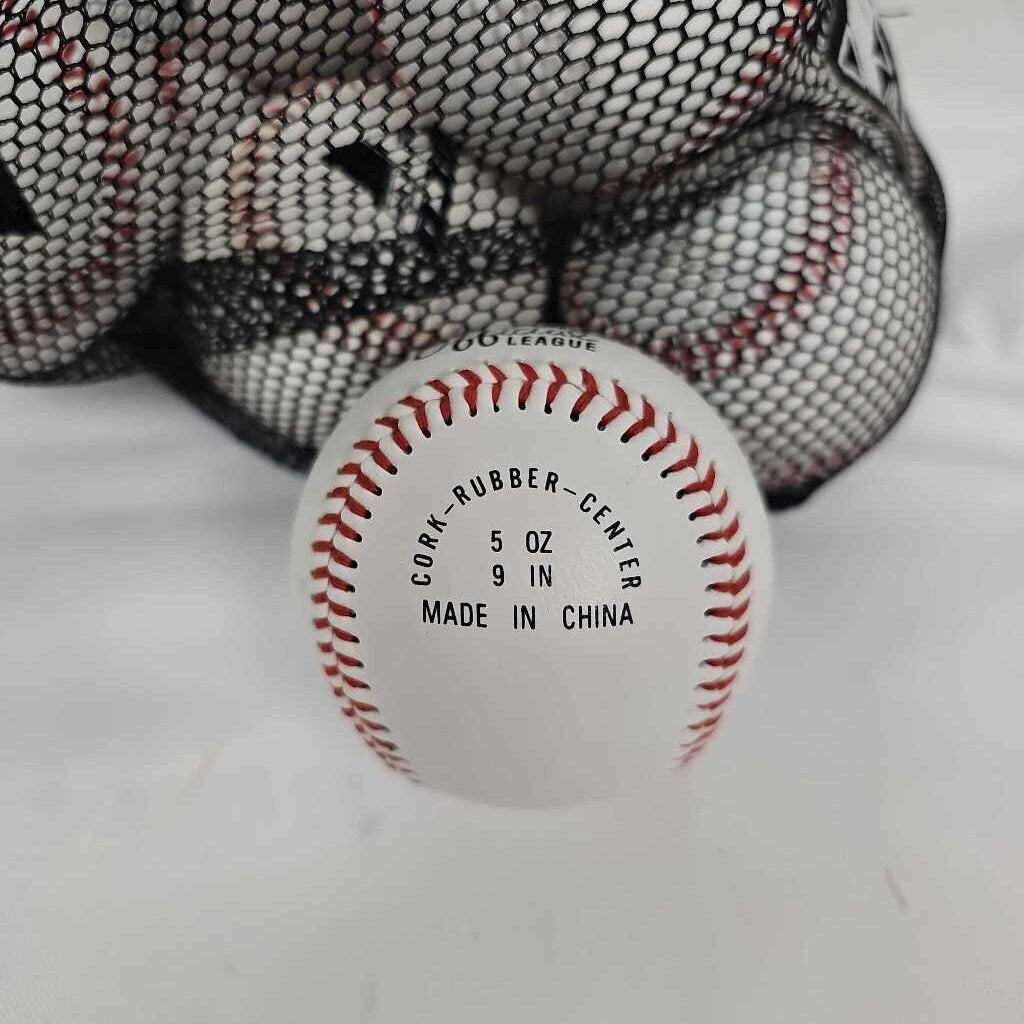 LEAGUE
CORK-RUBBER-CENTER
5 OZ
9 IN
MADE IN CHINA